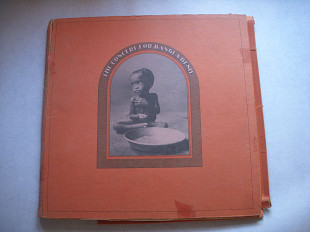 THE CONCERT FOR BANGLA DESH